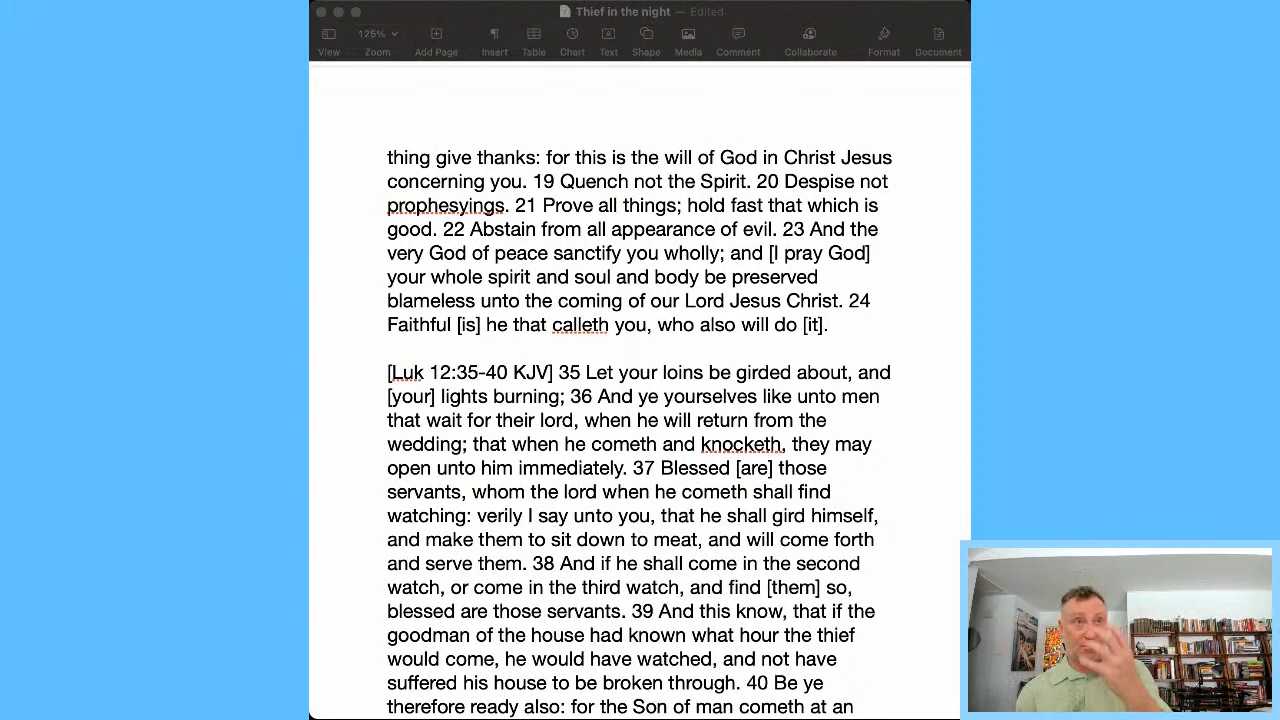 Thief in the night — Edited
125%
View Zoom Add Page Insert Table Chart Text Shape Media Comment Collaborate Format Document
thing give thanks: for this is the will of God in Christ Jesus
concerning you. 19 Quench not the Spirit. 20 Despise not
prophesyings. 21 Prove all things; hold fast that which is
good. 22 Abstain from all appearance of evil. 23 And the
very God of peace sanctify you wholly; and [I pray God]
your whole spirit and soul and body be preserved
blameless unto the coming of our Lord Jesus Christ. 24
Faithful [is] he that calleth you, who also will do [it].
[Luk 12:35-40 KJV] 35 Let your loins be girded about, and
[your] lights burning; 36 And ye yourselves like unto men
that wait for their lord, when he will return from the
wedding; that when he cometh and knocketh, they may
open unto him immediately. 37 Blessed [are] those
servants, whom the lord when he cometh shall find
watching: verily I say unto you, that he shall gird himself,
and make them to sit down to meat, and will come forth
and serve them. 38 And if he shall come in the second
watch, or come in the third watch, and find [them] so,
blessed are those servants. 39 And this know, that if the
goodman of the house had known what hour the thief
would come, he would have watched, and not have
suffered his house to be broken through. 40 Be ye
therefore ready also: for the Son of man cometh at an